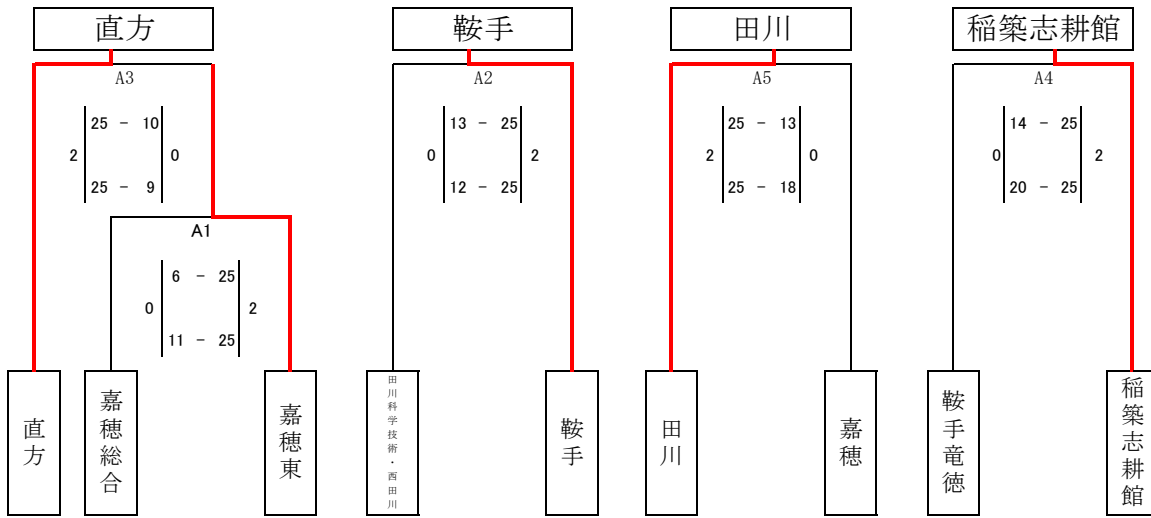 直方
鞍手
田川
稲築志耕館
A3
A2
A5
A4
25 - 10
2 0
25 - 9
13 - 25
0 2
12 - 25
25 - 13
2 0
25 - 18
14 - 25
0 2
20 - 25
A1
6 - 25
0 2
11 - 25
直方
嘉穂総合
嘉穂東
田川科学技術・西田川
鞍手
田川
嘉穂
鞍手竜徳
稲築志耕館